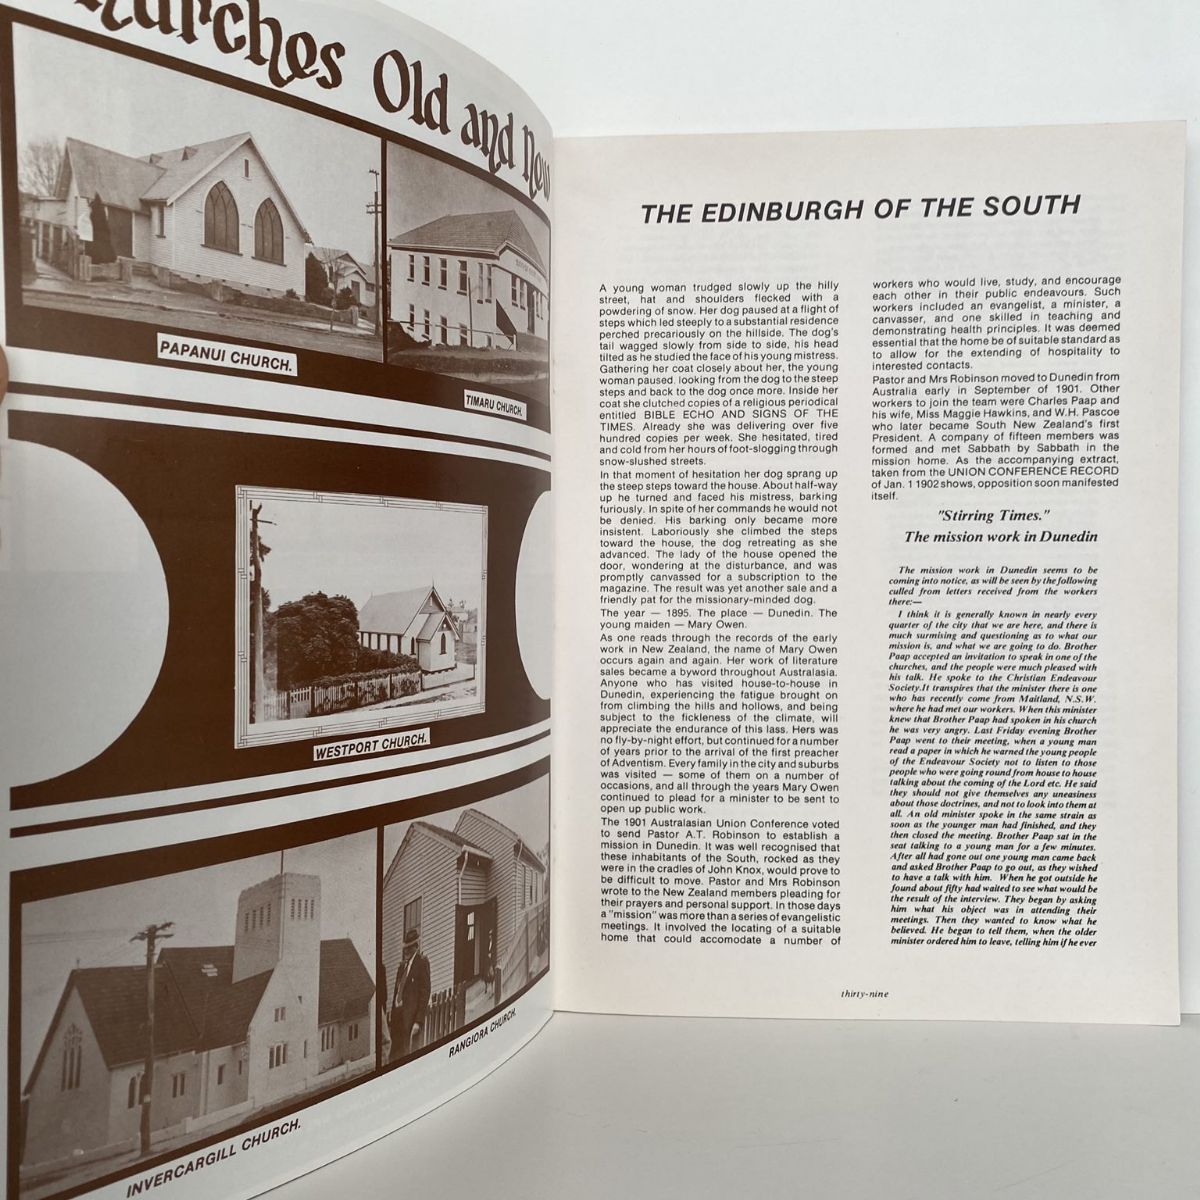 Churches Old and New
PAPANUI CHURCH.
TIMARU CHURCH.
WESTPORT CHURCH.
INVERCARGILL CHURCH.
RANGIORA CHURCH.
THE EDINBURGH OF THE SOUTH
A young woman trudged slowly up the hilly
street, hat and shoulders flecked with a
powdering of snow. Her dog paused at a flight of
steps which led steeply to a substantial residence
perched precariously on the hillside. The dog's
tail wagged slowly from side to side, his head
tilted as he studied the face of his young mistress.
Gathering her coat closely about her, the young
woman paused. looking from the dog to the steep
steps and back to the dog once more. Inside her
coat she clutched copies of a religious periodical
entitled BIBLE ECHO AND SIGNS OF THE
TIMES. Already she was delivering over five
hundred copies per week. She hesitated, tired
and cold from her hours of foot-slogging through
snow-slushed streets.
In that moment of hesitation her dog sprang up
the steep steps toward the house. About half-way
up he turned and faced his mistress, barking
furiously. In spite of her commands he would not
be denied. His barking only became more
insistent. Laboriously she climbed the steps
toward the house, the dog retreating as she
advanced. The lady of the house opened the
door, wondering at the disturbance, and was
promptly canvassed for a subscription to the
magazine. The result was yet another sale and a
friendly pat for the missionary-minded dog.
The year — 1895. The place — Dunedin. The
young maiden — Mary Owen.
As one reads through the records of the early
work in New Zealand, the name of Mary Owen
occurs again and again. Her work of literature
sales became a byword throughout Australasia.
Anyone who has visited house-to-house in
Dunedin, experiencing the fatigue brought on
from climbing the hills and hollows, and being
subject to the fickleness of the climate, will
appreciate the endurance of this lass. Hers was
no fly-by-night effort, but continued for a number
of years prior to the arrival of the first preacher
of Adventism. Every family in the city and suburbs
was visited — some of them on a number of
occasions, and all through the years Mary Owen
continued to plead for a minister to be sent to
open up public work.
The 1901 Australasian Union Conference voted
to send Pastor A.T. Robinson to establish a
mission in Dunedin. It was well recognised that
these inhabitants of the South, rocked as they
were in the cradles of John Knox, would prove to
be difficult to move. Pastor and Mrs Robinson
wrote to the New Zealand members pleading for
their prayers and personal support. In those days
a "mission" was more than a series of evangelistic
meetings. It involved the locating of a suitable
home that could accomodate a number of
workers who would live, study, and encourage
each other in their public endeavours. Such
workers included an evangelist, a minister, a
canvasser, and one skilled in teaching and
demonstrating health principles. It was deemed
essential that the home be of suitable standard as
to allow for the extending of hospitality to
interested contacts.
Pastor and Mrs Robinson moved to Dunedin from
Australia early in September of 1901. Other
workers to join the team were Charles Paap and
his wife, Miss Maggie Hawkins, and W.H. Pascoe
who later became South New Zealand's first
President. A company of fifteen members was
formed and met Sabbath by Sabbath in the
mission home. As the accompanying extract,
taken from the UNION CONFERENCE RECORD
of Jan. 1 1902 shows, opposition soon manifested
itself.
"Stirring Times."
The mission work in Dunedin
The mission work in Dunedin seems to be
coming into notice, as will be seen by the following
culled from letters received from the workers
there:—
I think it is generally known in nearly every
quarter of the city that we are here, and there is
much surmising and questioning as to what our
mission is, and what we are going to do. Brother
Paap accepted an invitation to speak in one of the
churches, and the people were much pleased with
his talk. He spoke to the Christian Endeavour
Society.It transpires that the minister there is one
who has recently come from Maitland, N.S.W.
where he had met our workers. When this minister
knew that Brother Paap had spoken in his church
he was very angry. Last Friday evening Brother
Paap went to their meeting, when a young man
read a paper in which he warned the young people
of the Endeavour Society not to listen to those
people who were going round from house to house
talking about the coming of the Lord etc. He said
they should not give themselves any uneasiness
about those doctrines, and not to look into them at
all. An old minister spoke in the same strain as
soon as the younger man had finished, and they
then closed the meeting. Brother Paap sat in the
seat talking to a young man for a few minutes.
After all had gone out one young man came back
and asked Brother Paap to go out, as they wished
to have a talk with him. When he got outside he
found about fifty had waited to see what would be
the result of the interview. They began by asking
him what his object was in attending their
meetings. Then they wanted to know what he
believed. He began to tell them, when the older
minister ordered him to leave, telling him if he ever
thirty-nine